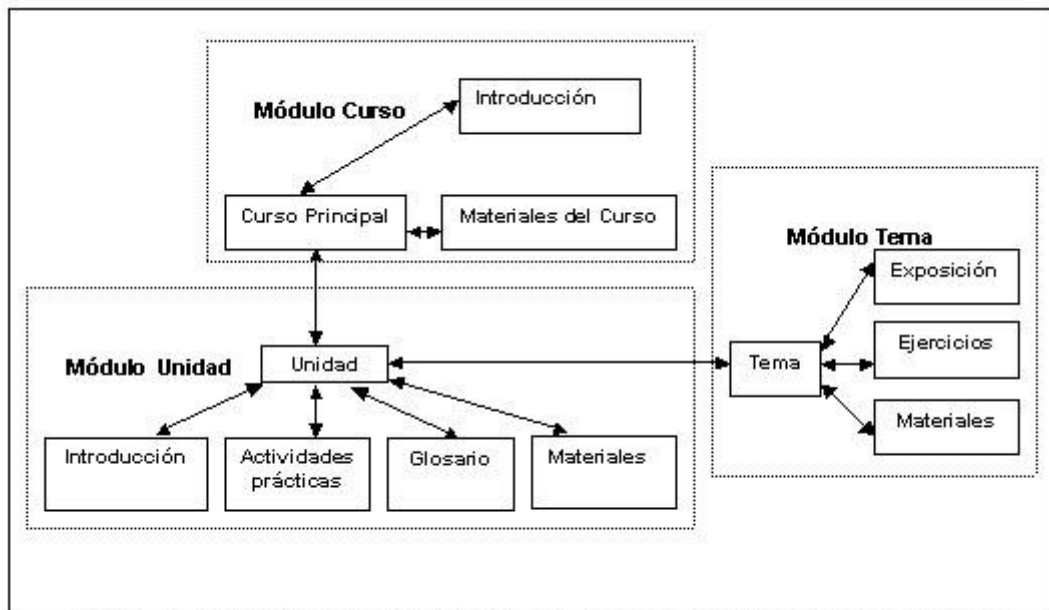 Módulo Curso
Introducción
Curso Principal
Materiales del Curso
Módulo Unidad
Unidad
Introducción
Actividades
prácticas
Glosario
Materiales
Módulo Tema
Tema
Exposición
Ejercicios
Materiales